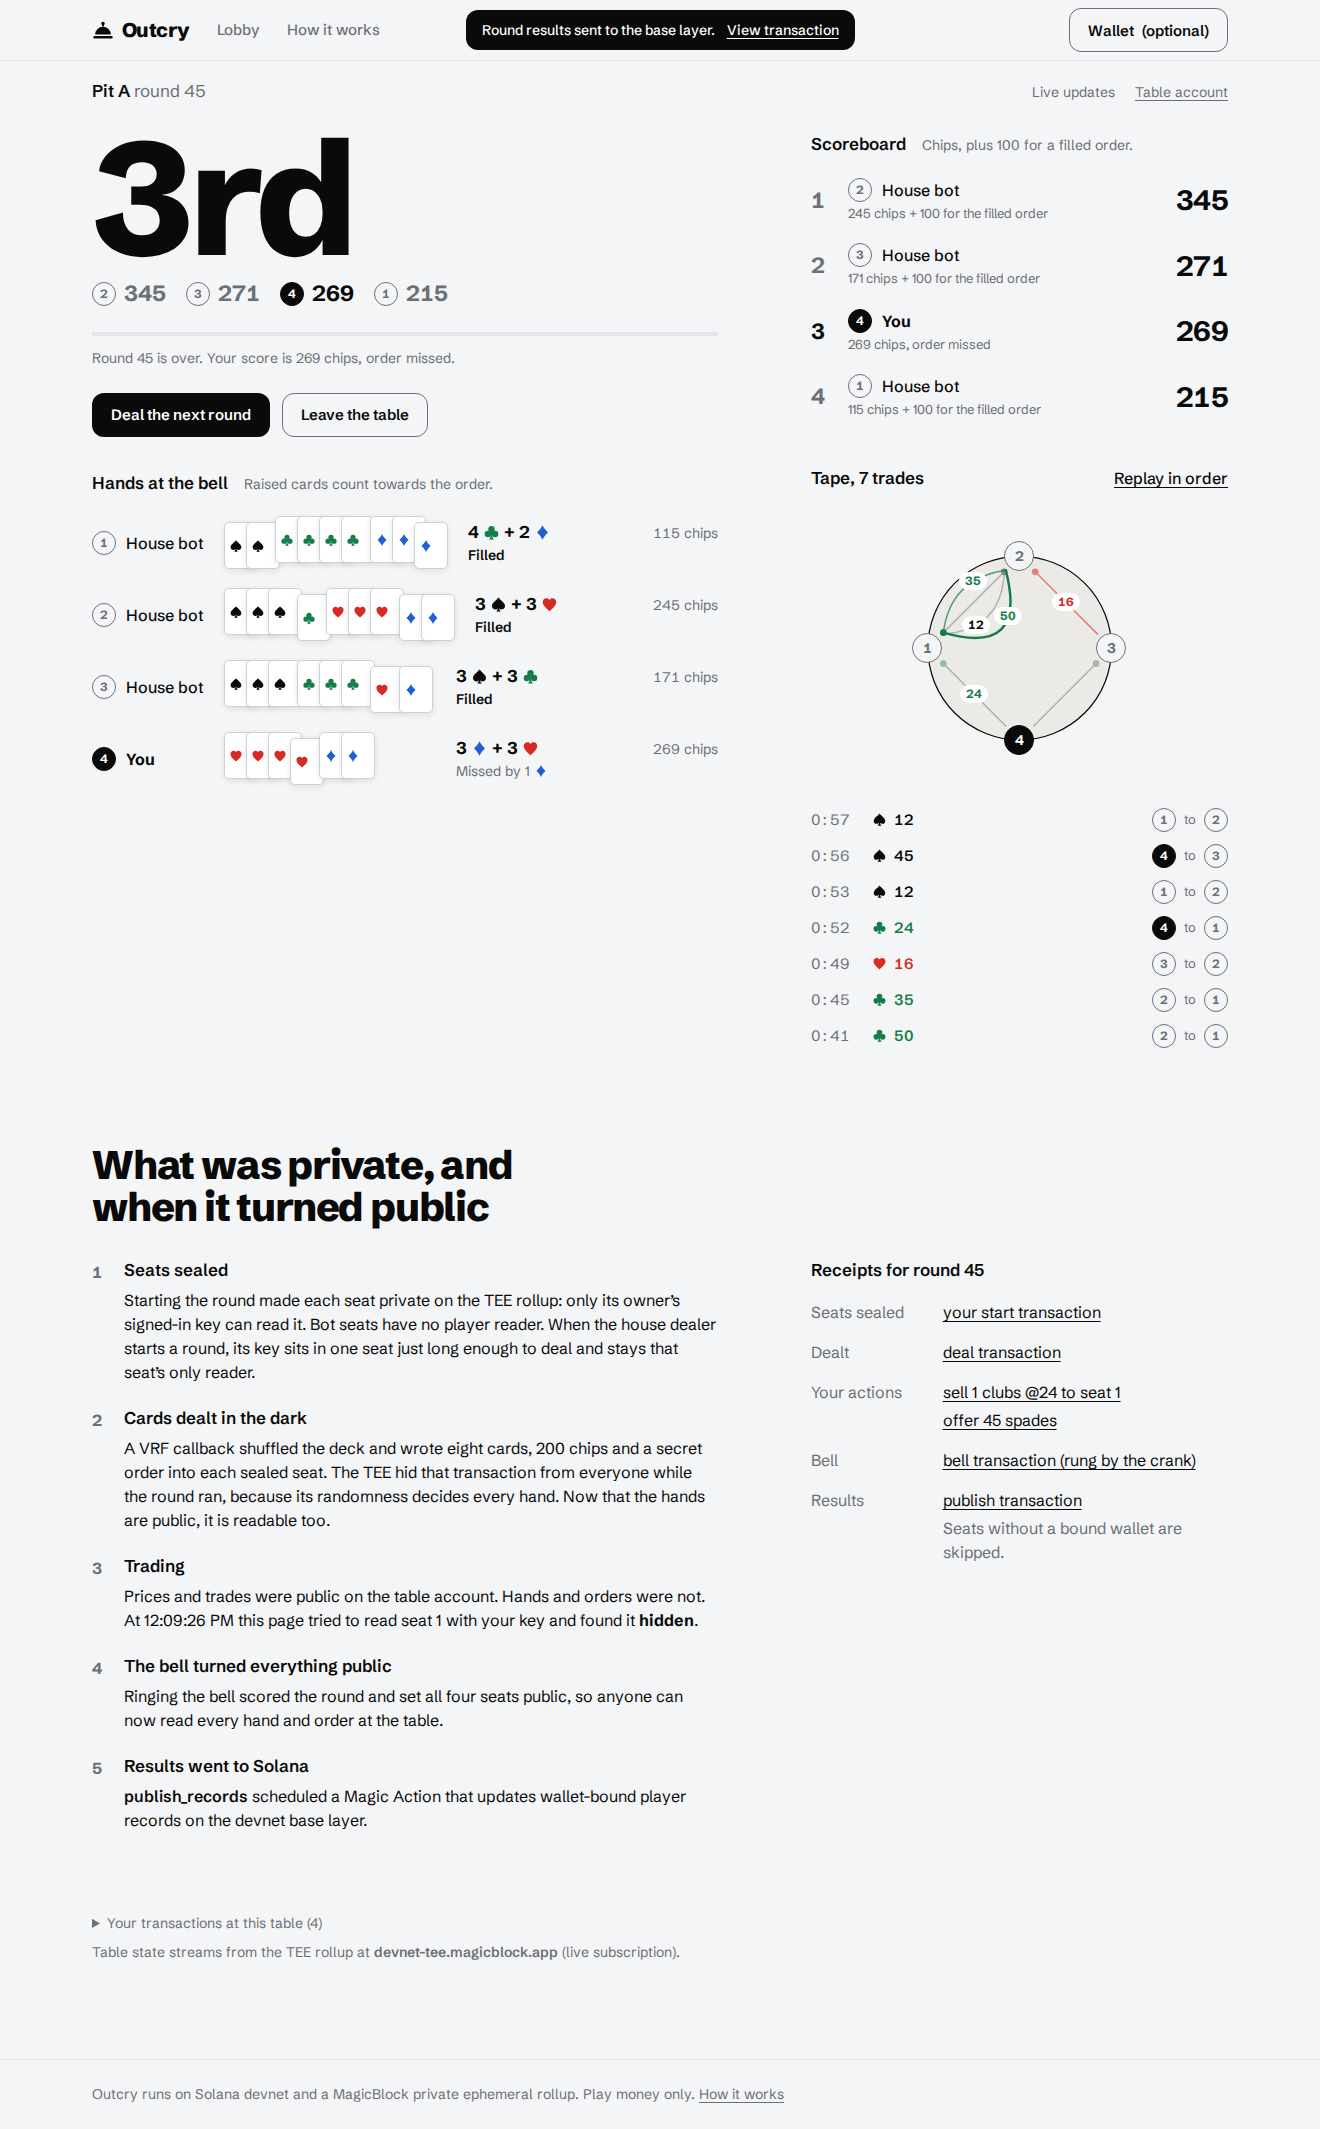 Outcry Lobby How it works Round results sent to the base layer. View transaction Wallet (optional)
Pit A round 45
Live updates Table account
3rd
2 345 3 271 4 269 1 215
Round 45 is over. Your score is 269 chips, order missed.
Deal the next round Leave the table
Scoreboard Chips, plus 100 for a filled order.
1 2 House bot 345
245 chips + 100 for the filled order
2 3 House bot 271
171 chips + 100 for the filled order
3 4 You 269
269 chips, order missed
4 1 House bot 215
115 chips + 100 for the filled order
Hands at the bell Raised cards count towards the order.
1 House bot 4 ♣ + 2 ♦ 115 chips
Filled
2 House bot 3 ♠ + 3 ♥ 245 chips
Filled
3 House bot 3 ♠ + 3 ♣ 171 chips
Filled
4 You 3 ♦ + 3 ♥ 269 chips
Missed by 1 ♦
Tape, 7 trades Replay in order
2
35
16
50
12
1
3
24
4
0:57 ♠ 12 1 to 2
0:56 ♠ 45 4 to 3
0:53 ♠ 12 1 to 2
0:52 ♣ 24 4 to 1
0:49 ♥ 16 3 to 2
0:45 ♣ 35 2 to 1
0:41 ♣ 50 2 to 1
What was private, and
when it turned public
1 Seats sealed
Starting the round made each seat private on the TEE rollup: only its owner’s
signed-in key can read it. Bot seats have no player reader. When the house dealer
starts a round, its key sits in one seat just long enough to deal and stays that
seat’s only reader.
2 Cards dealt in the dark
A VRF callback shuffled the deck and wrote eight cards, 200 chips and a secret
order into each sealed seat. The TEE hid that transaction from everyone while
the round ran, because its randomness decides every hand. Now that the hands
are public, it is readable too.
3 Trading
Prices and trades were public on the table account. Hands and orders were not.
At 12:09:26 PM this page tried to read seat 1 with your key and found it hidden.
4 The bell turned everything public
Ringing the bell scored the round and set all four seats public, so anyone can
now read every hand and order at the table.
5 Results went to Solana
publish_records scheduled a Magic Action that updates wallet-bound player
records on the devnet base layer.
Receipts for round 45
Seats sealed your start transaction
Dealt deal transaction
Your actions sell 1 clubs @24 to seat 1
offer 45 spades
Bell bell transaction (rung by the crank)
Results publish transaction
Seats without a bound wallet are
skipped.
▶ Your transactions at this table (4)
Table state streams from the TEE rollup at devnet-tee.magicblock.app (live subscription).
Outcry runs on Solana devnet and a MagicBlock private ephemeral rollup. Play money only. How it works